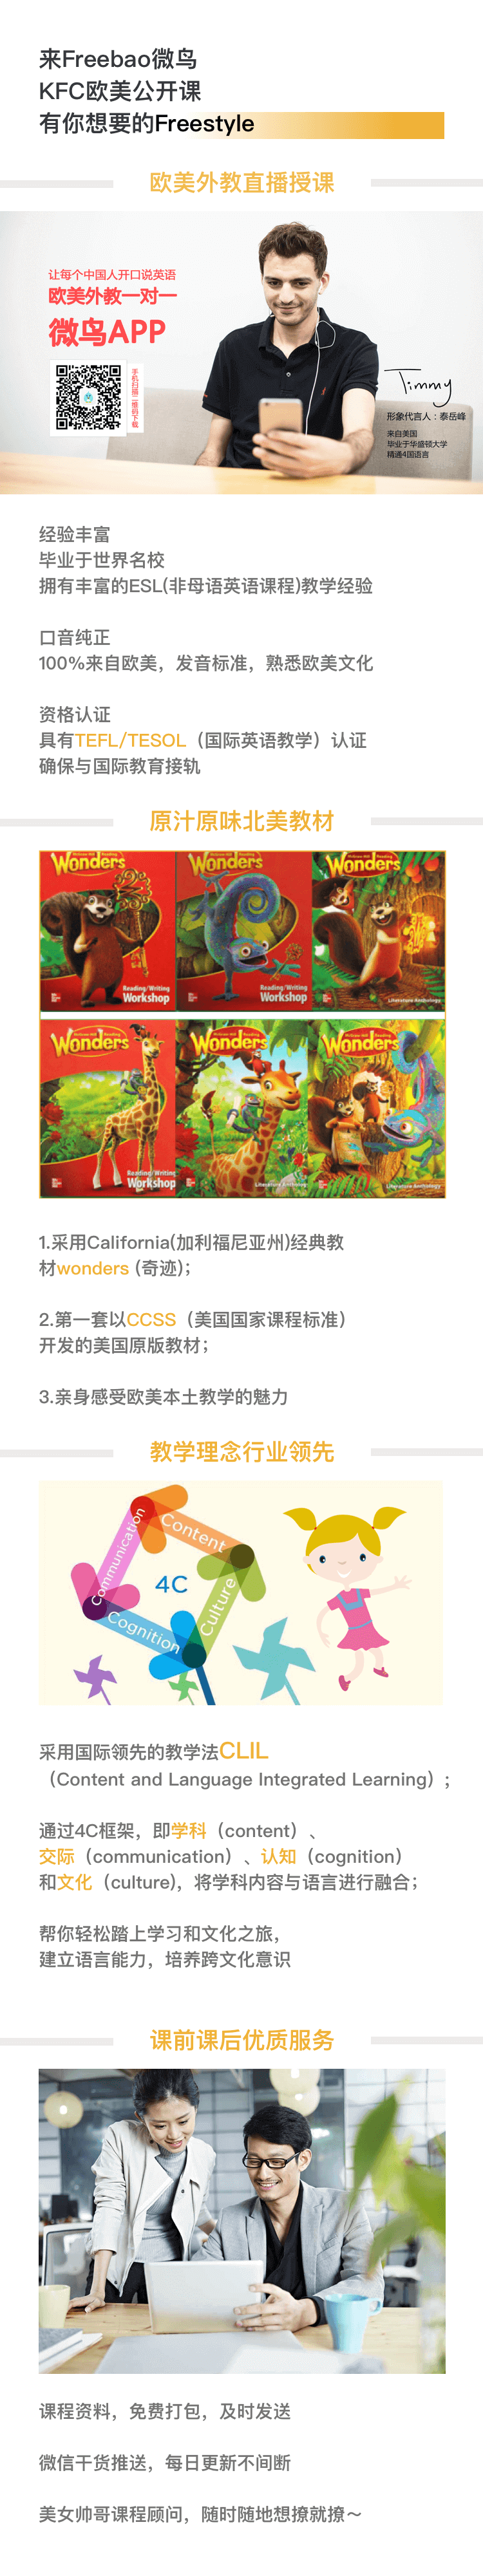 来Freebao微鸟
KFC欧美公开课
有你想要的Freestyle
欧美外教直播授课
让每个中国人开口说英语
欧美外教一对一
微鸟APP
手机扫描二维码下载
Timmy
形象代言人：泰岳峰
来自美国
毕业于华盛顿大学
精通4国语言
经验丰富
毕业于世界名校
拥有丰富的ESL(非母语英语课程)教学经验
口音纯正
100%来自欧美，发音标准，熟悉欧美文化
资格认证
具有TEFL/TESOL（国际英语教学）认证
确保与国际教育接轨
原汁原味北美教材
Wonders
Reading/Writing
Workshop
Wonders
Reading/Writing
Workshop
Wonders
Literature Anthology
Wonders
Reading/Writing
Workshop
Wonders
Literature Anthology
Wonders
Literature Anthology
1.采用California(加利福尼亚州)经典教
材wonders (奇迹)；
2.第一套以CCSS（美国国家课程标准）
开发的美国原版教材；
3.亲身感受欧美本土教学的魅力
教学理念行业领先
Communication
Content
4C
Culture
Cognition
采用国际领先的教学法CLIL
（Content and Language Integrated Learning）；
通过4C框架，即学科（content）、
交际（communication）、认知（cognition）
和文化（culture)，将学科内容与语言进行融合；
帮你轻松踏上学习和文化之旅，
建立语言能力，培养跨文化意识
课前课后优质服务
课程资料，免费打包，及时发送
微信干货推送，每日更新不间断
美女帅哥课程顾问，随时随地想撩就撩～